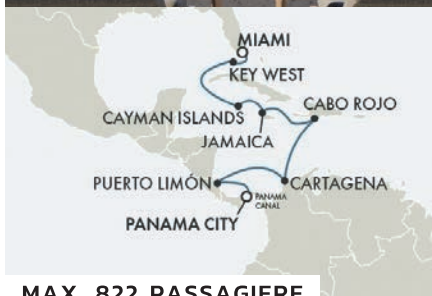 MIAMI
KEY WEST
CAYMAN ISLANDS
CABO ROJO
JAMAICA
PUERTO LIMÓN
CARTAGENA
PANAMA
CANAL
PANAMA CITY
MAX. 822 PASSAGIERE